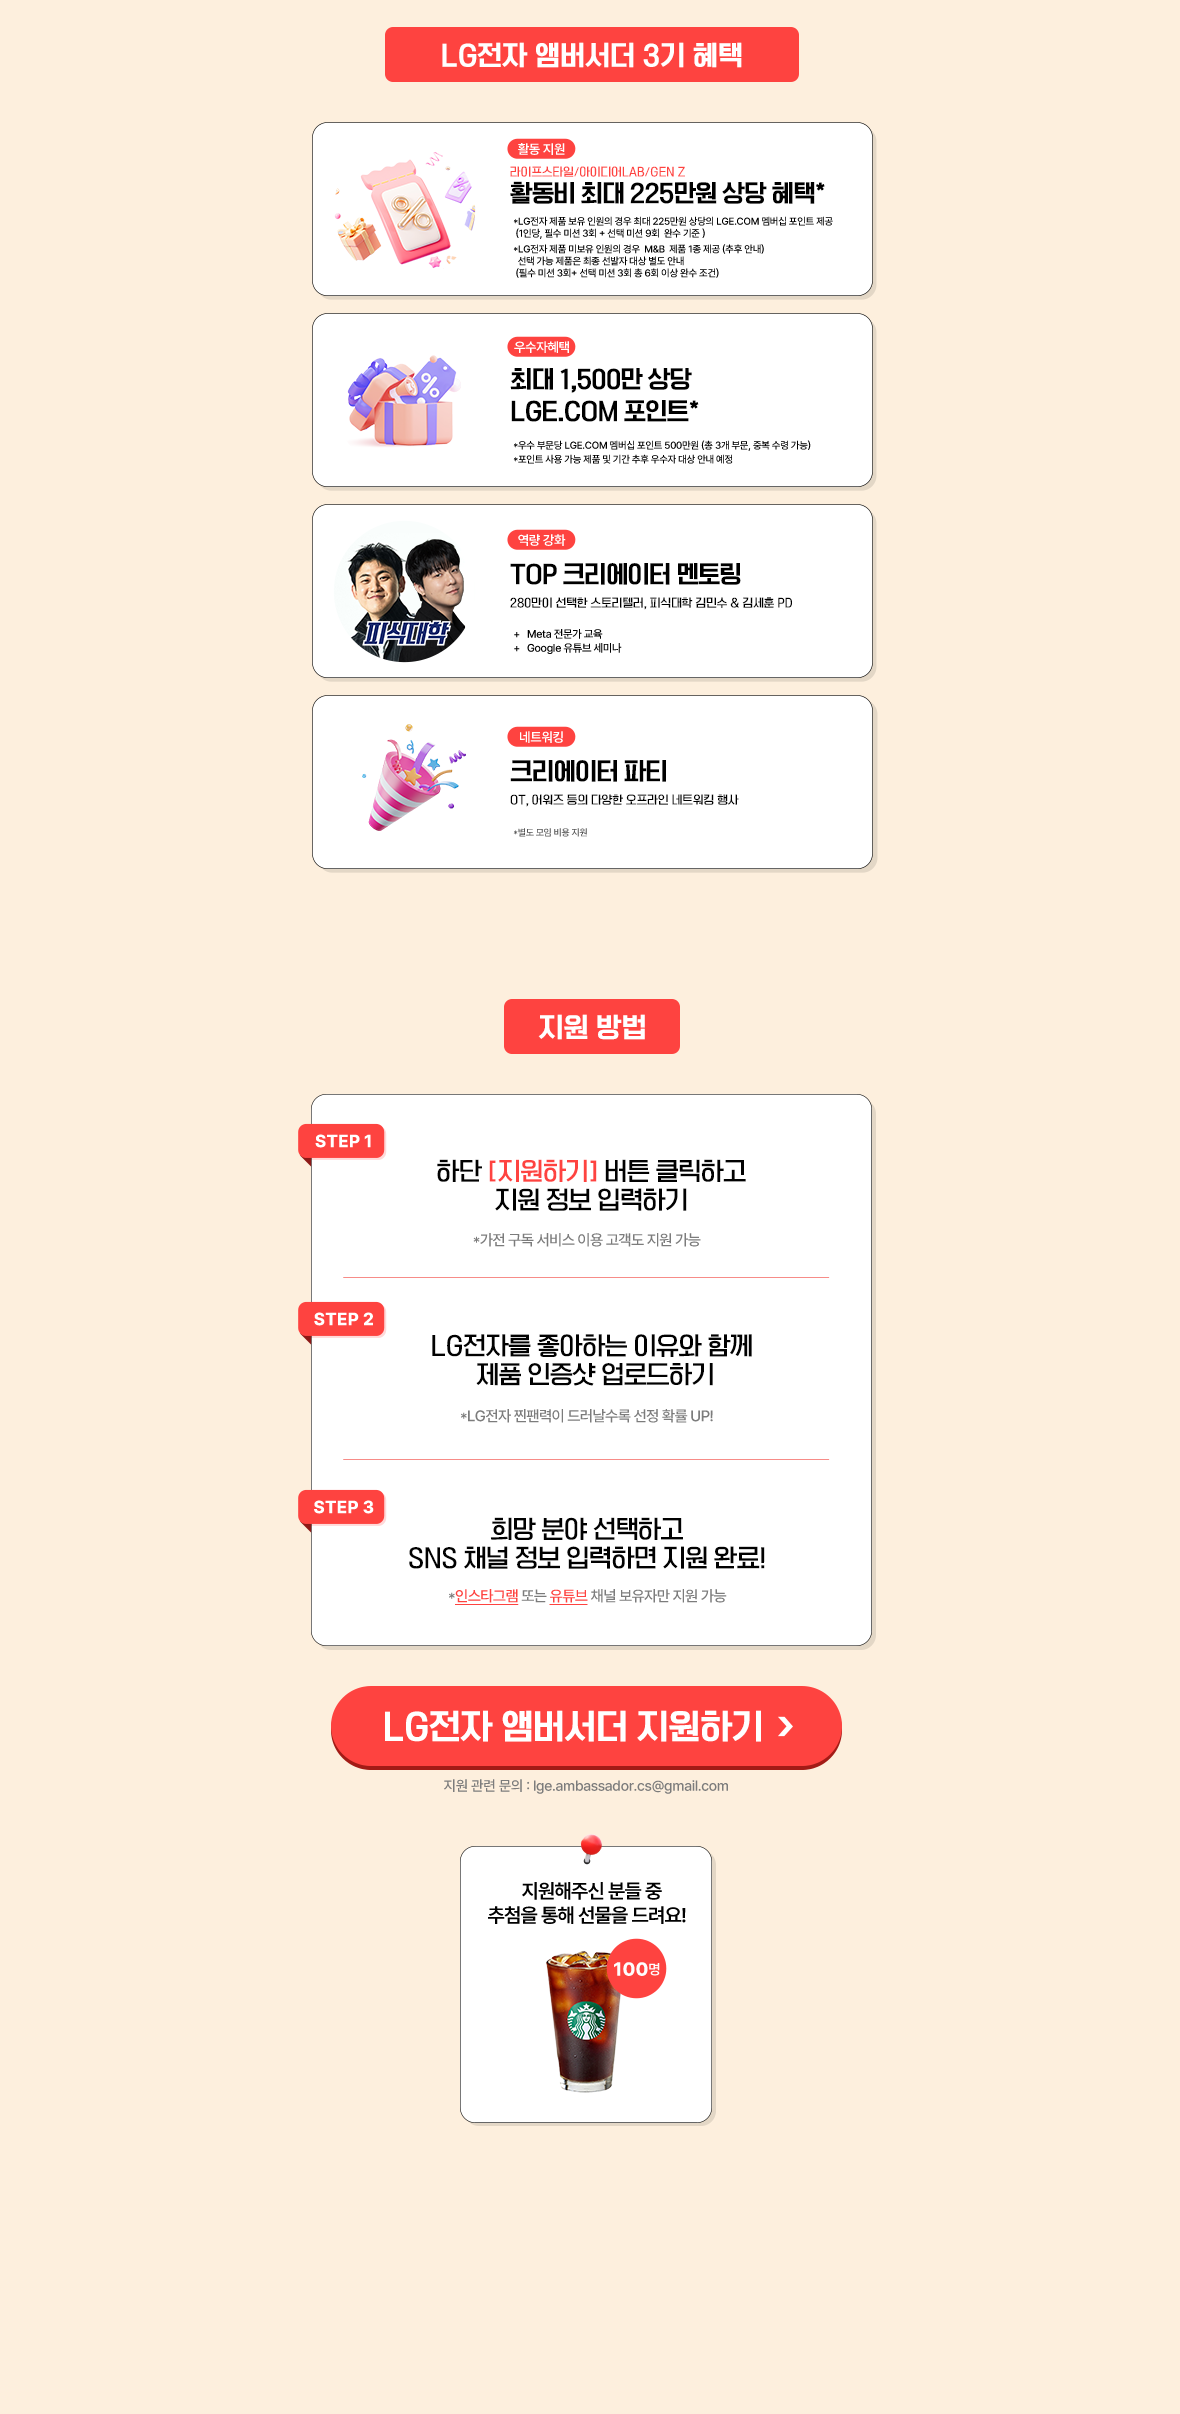 LG전자 앰버서더 3기 혜택
활동 지원
라이프스타일/아이디어LAB/GEN Z
활동비 최대 225만원 상당 혜택*
*LG전자 제품 보유 인원의 경우 최대 225만원 상당의 LGE.COM 멤버십 포인트 제공
(1인당, 필수 미션 3회 + 선택 미션 9회 완수 기준 )
*LG전자 제품 미보유 인원의 경우 M&B 제품 1종 제공 (추후 안내)
선택 가능 제품은 최종 선발자 대상 별도 안내
(필수 미션 3회+ 선택 미션 3회 총 6회 이상 완수 조건)
우수자혜택
최대 1,500만 상당
LGE.COM 포인트*
*우수 부문당 LGE.COM 멤버십 포인트 500만원 (총 3개 부문, 중복 수령 가능)
*포인트 사용 가능 제품 및 기간 추후 우수자 대상 안내 예정
피식대학
역량 강화
TOP 크리에이터 멘토링
280만이 선택한 스토리텔러, 피식대학 김민수 & 김세훈 PD
+ Meta 전문가 교육
+ Google 유튜브 세미나
네트워킹
크리에이터 파티
OT, 어워즈 등의 다양한 오프라인 네트워킹 행사
*별도 모임 비용 지원
지원 방법
STEP 1
하단 [지원하기] 버튼 클릭하고
지원 정보 입력하기
*가전 구독 서비스 이용 고객도 지원 가능
STEP 2
LG전자를 좋아하는 이유와 함께
제품 인증샷 업로드하기
*LG전자 찐팬력이 드러날수록 선정 확률 UP!
STEP 3
희망 분야 선택하고
SNS 채널 정보 입력하면 지원 완료!
*인스타그램 또는 유튜브 채널 보유자만 지원 가능
LG전자 앰버서더 지원하기 >
지원 관련 문의 : lge.ambassador.cs@gmail.com
지원해주신 분들 중
추첨을 통해 선물을 드려요!
100명